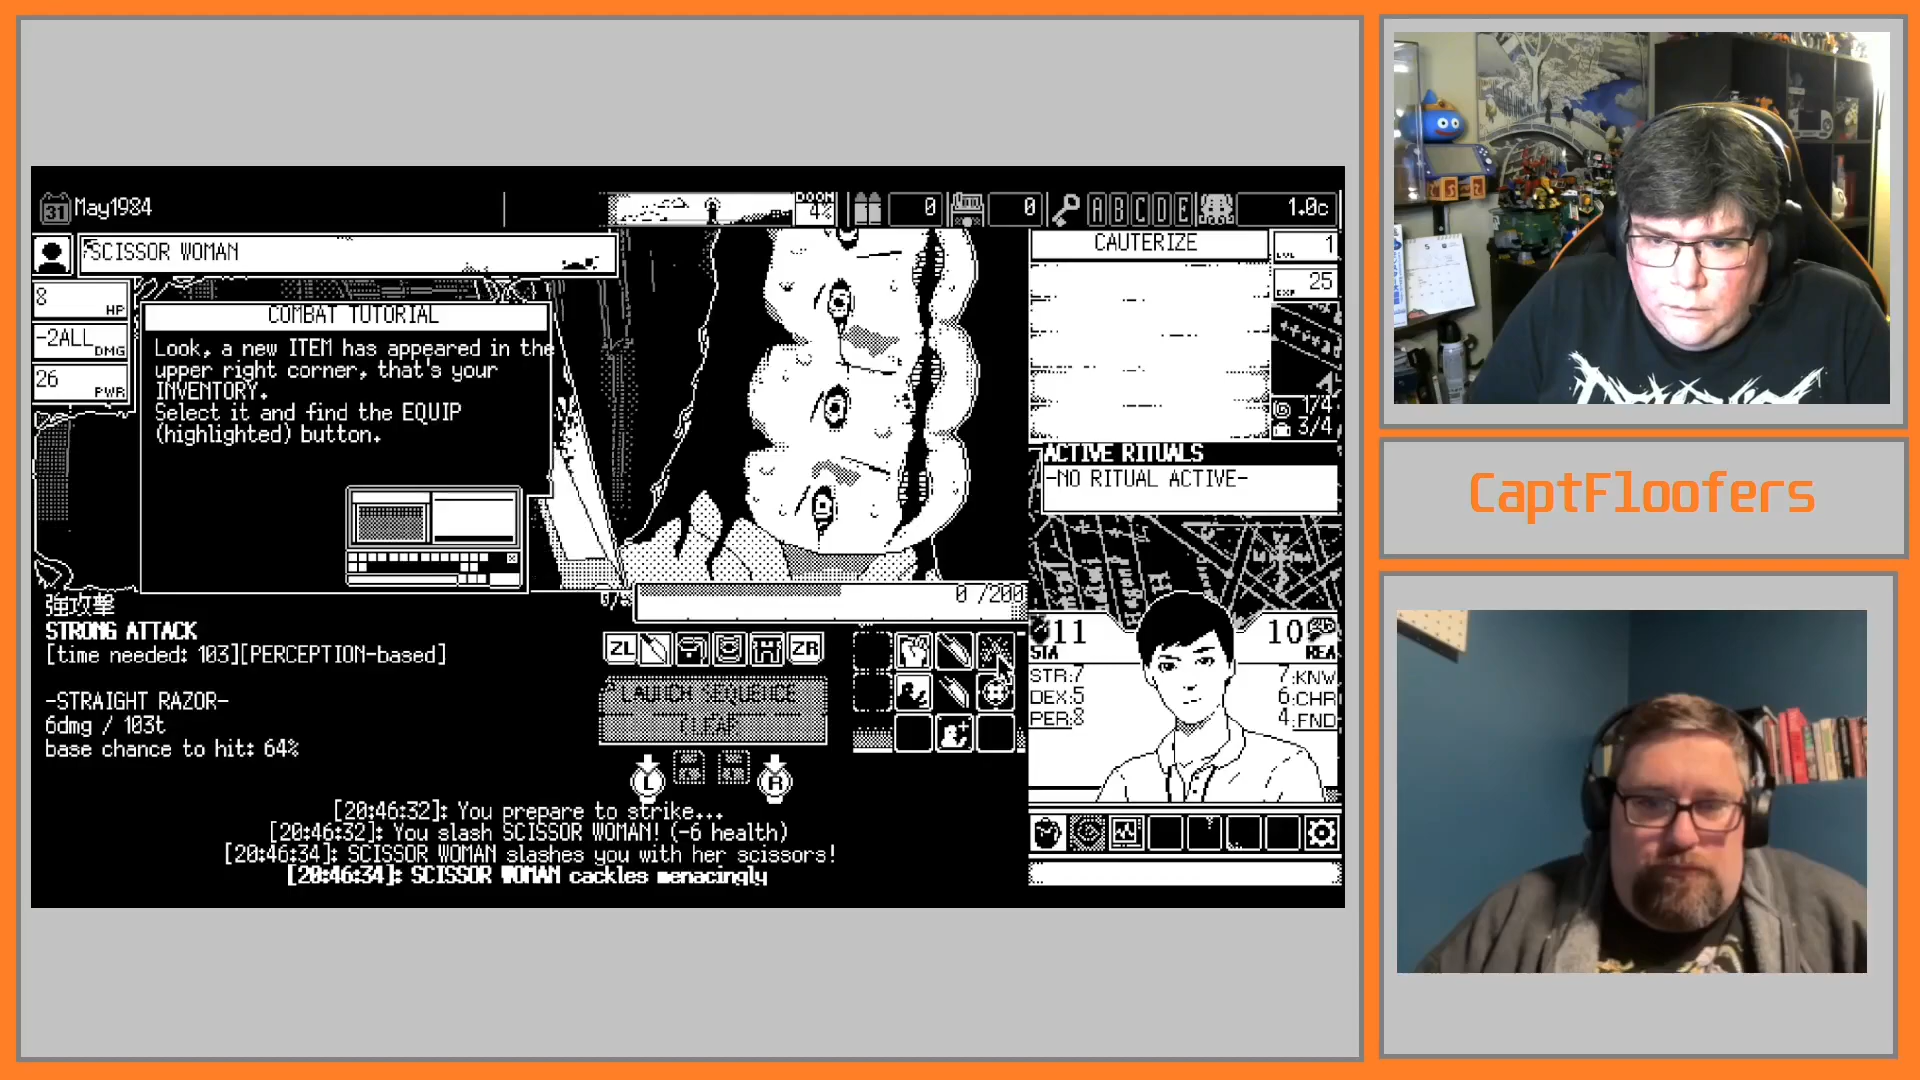 31 May1984
DOOM
4%
0
0
A B C D E
1.0c
SCISSOR WOMAN
8 HP
-2ALL DMG
26 PWR
COMBAT TUTORIAL
Look, a new ITEM has appeared in the
upper right corner, that's your
INVENTORY.
Select it and find the EQUIP
(highlighted) button.
CAUTERIZE
LVL 1
EXP 25
1/4
3/4
ACTIVE RITUALS
-NO RITUAL ACTIVE-
強攻撃
STRONG ATTACK
[time needed: 103][PERCEPTION-based]
-STRAIGHT RAZOR-
6dmg / 103t
base chance to hit: 64%
0 /200
ZL
ZR
LAUNCH SEQUENCE
CLEAR
L
R
11 STA
10 REA
STR:7
DEX:5
PER:8
7:KNW
6:CHR
4:FND
[20:46:32]: You prepare to strike...
[20:46:32]: You slash SCISSOR WOMAN! (-6 health)
[20:46:34]: SCISSOR WOMAN slashes you with her scissors!
[20:46:34]: SCISSOR WOMAN cackles menacingly
CaptFloofers